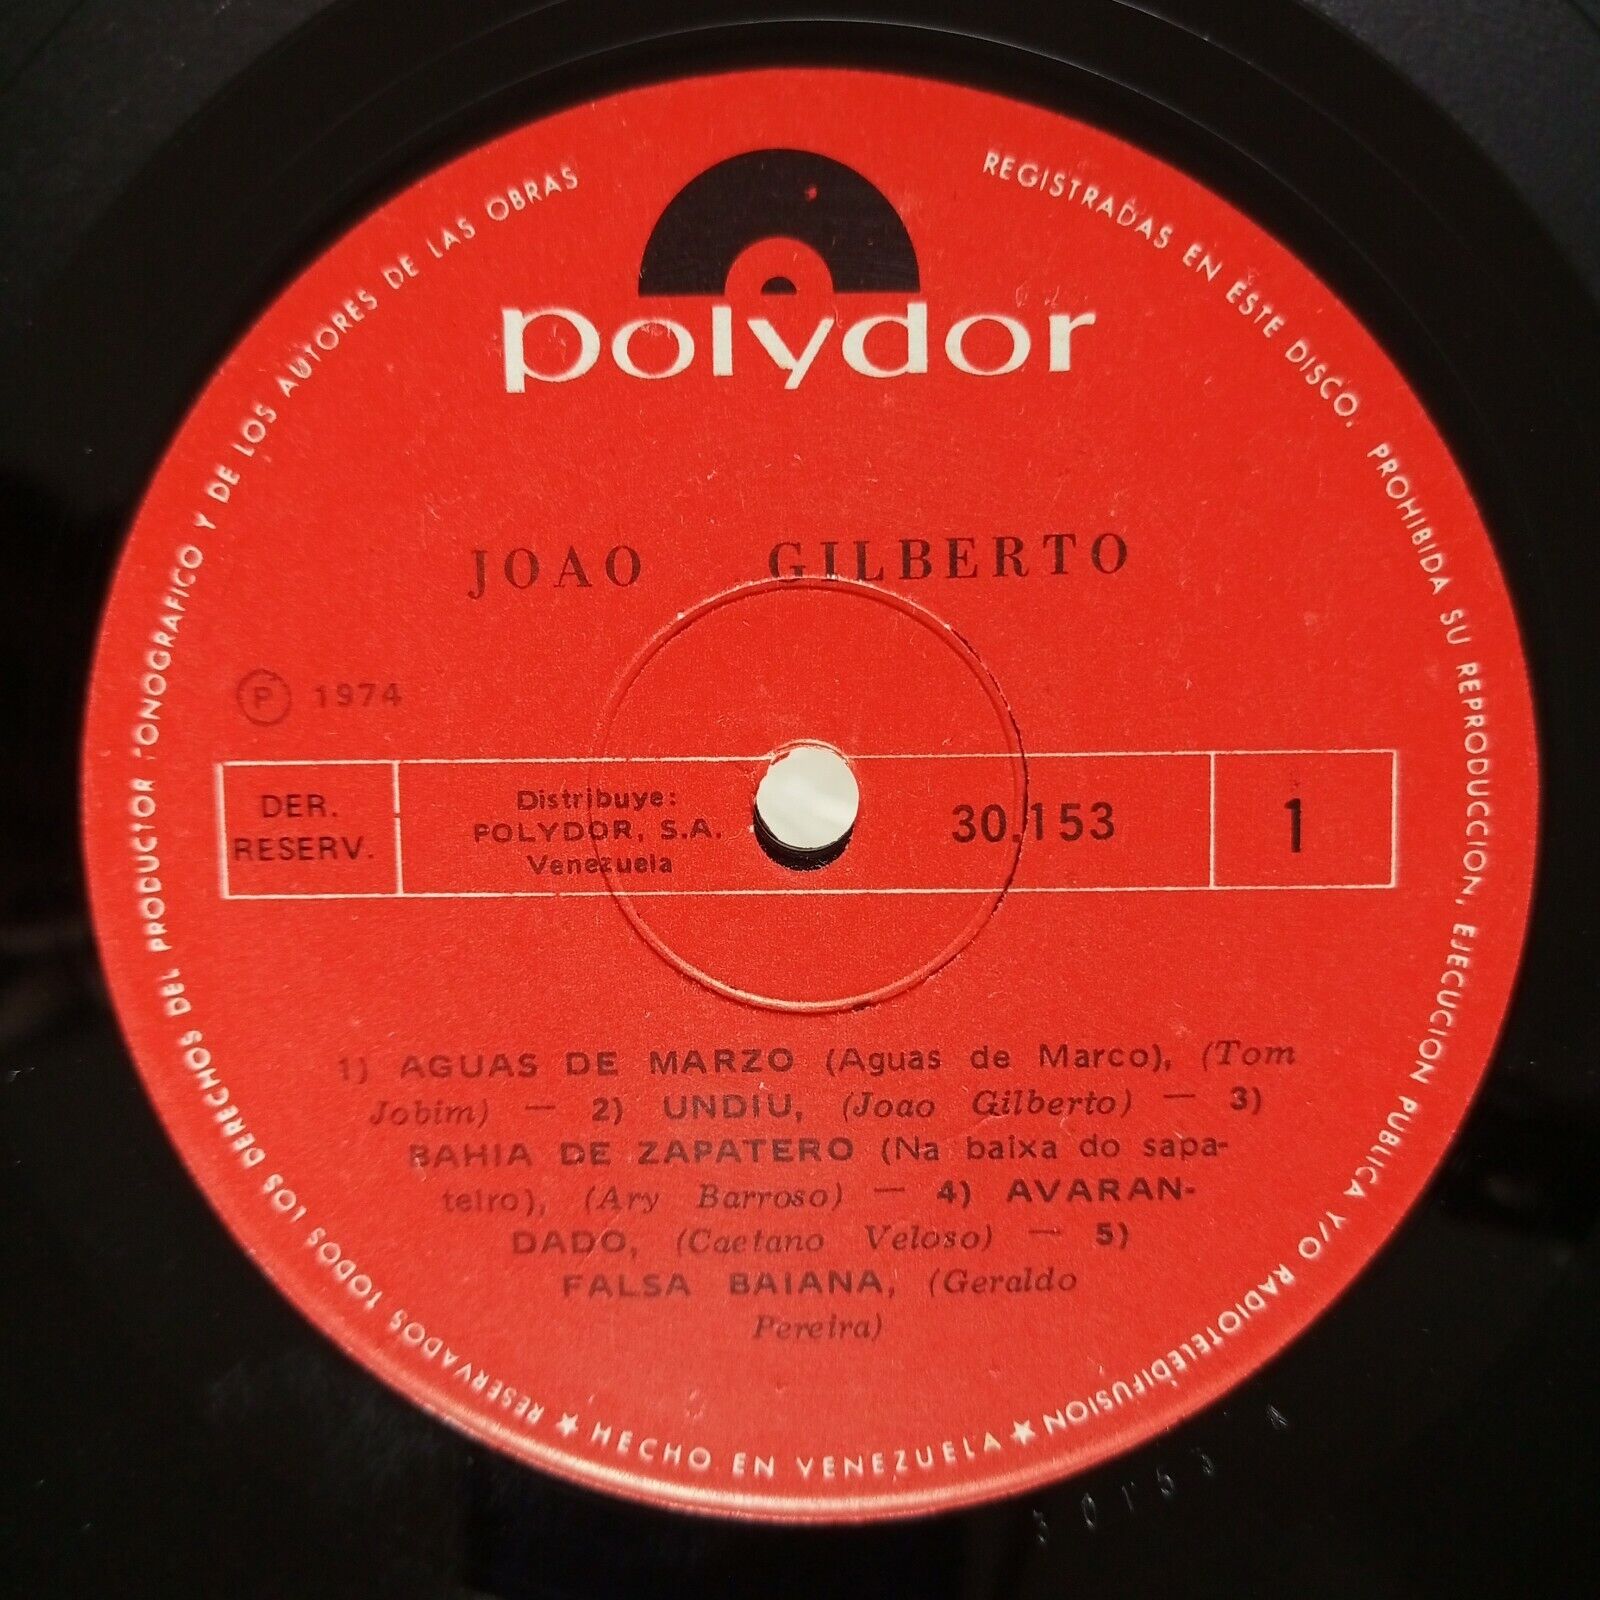 RESERVADOS TODOS LOS DERECHOS DEL PRODUCTOR FONOGRAFICO Y DE LOS AUTORES DE LAS OBRAS
REGISTRADAS EN ESTE DISCO. PROHIBIDA SU REPRODUCCION, EJECUCION PUBLICA Y/O RADIOTELEDIFUSION
polydor
JOAO GILBERTO
℗ 1974
DER.
RESERV.
Distribuye:
POLYDOR, S.A.
Venezuela
30.153
1
1) AGUAS DE MARZO (Aguas de Marco), (Tom
Jobim) — 2) UNDIU, (Joao Gilberto) — 3)
BAHIA DE ZAPATERO (Na baixa do sapa-
teiro), (Ary Barroso) — 4) AVARAN-
DADO, (Caetano Veloso) — 5)
FALSA BAIANA, (Geraldo
Pereira)
★ HECHO EN VENEZUELA ★
30153 A